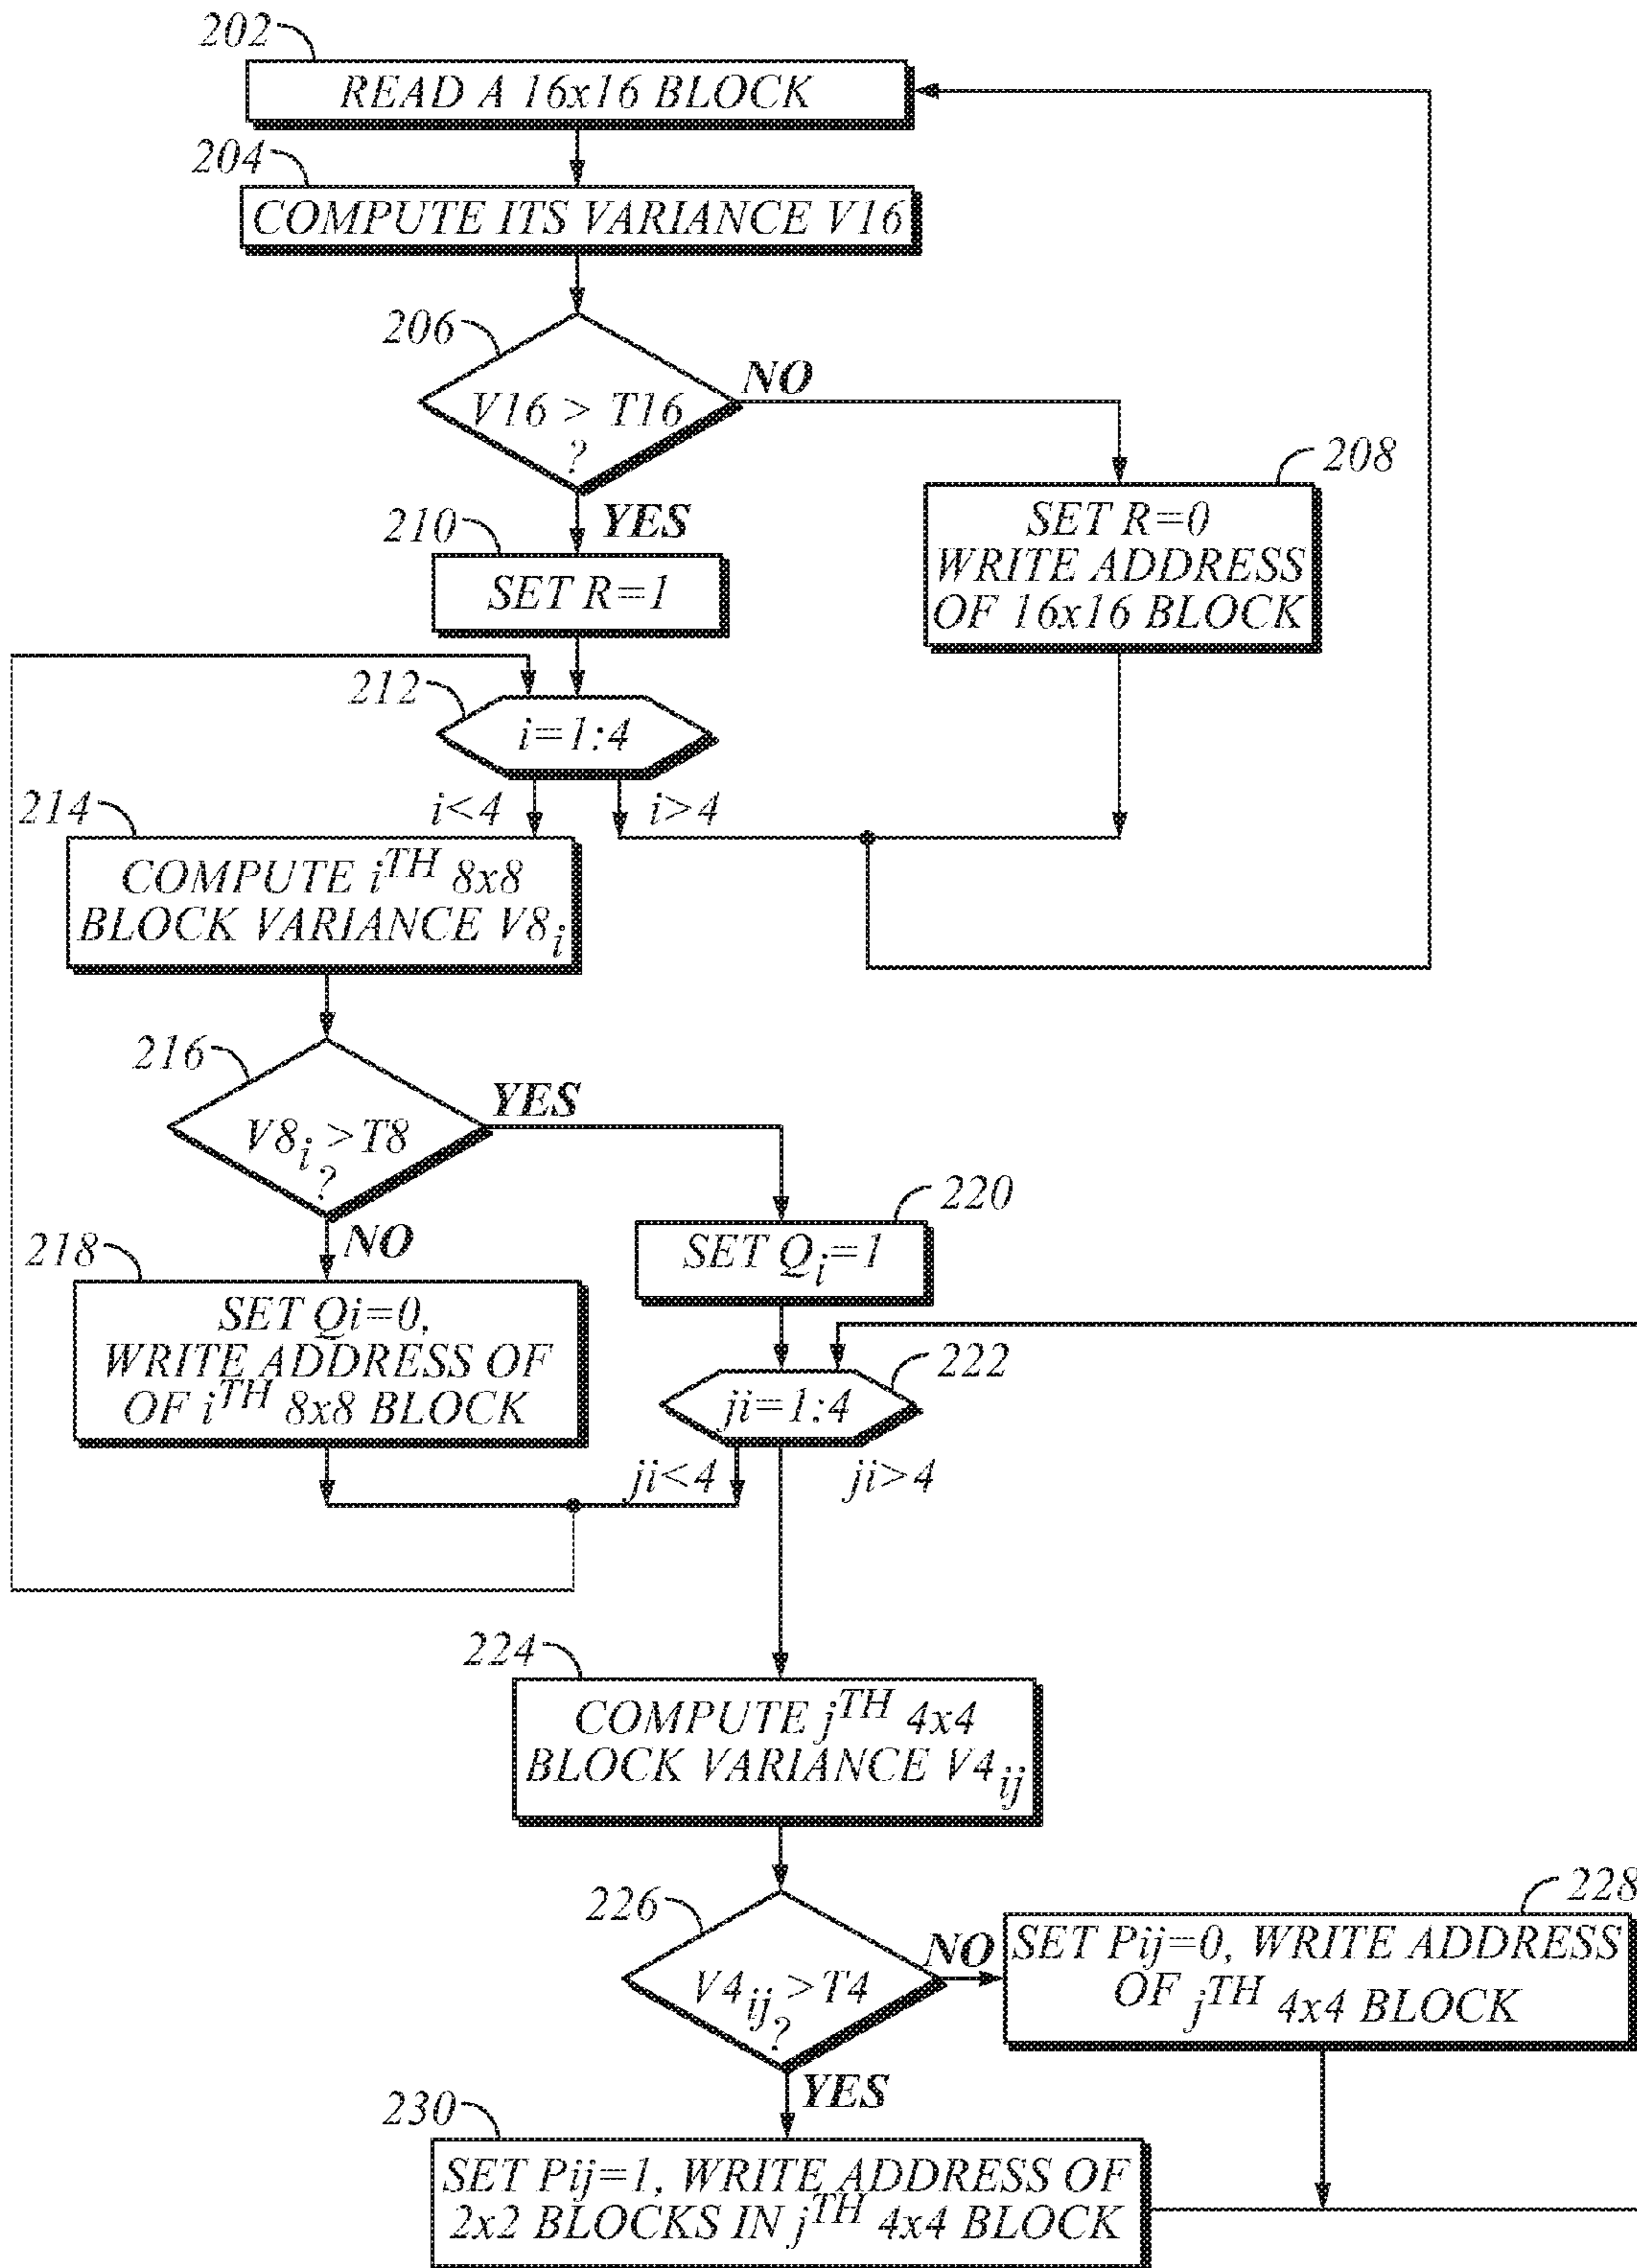 202
READ A 16x16 BLOCK
204
COMPUTE ITS VARIANCE V16
206
V16 > T16
?
NO
YES
208
SET R=0
WRITE ADDRESS
OF 16x16 BLOCK
210
SET R=1
212
i=1:4
i<4
i>4
214
COMPUTE iTH 8x8
BLOCK VARIANCE V8i
216
V8i >T8
?
YES
NO
218
SET Qi=0,
WRITE ADDRESS OF
OF iTH 8x8 BLOCK
220
SET Qi=1
222
ji=1:4
ji<4
ji>4
224
COMPUTE jTH 4x4
BLOCK VARIANCE V4ij
226
V4ij >T4
?
NO
YES
228
SET Pij=0, WRITE ADDRESS
OF jTH 4x4 BLOCK
230
SET Pij=1, WRITE ADDRESS OF
2x2 BLOCKS IN jTH 4x4 BLOCK